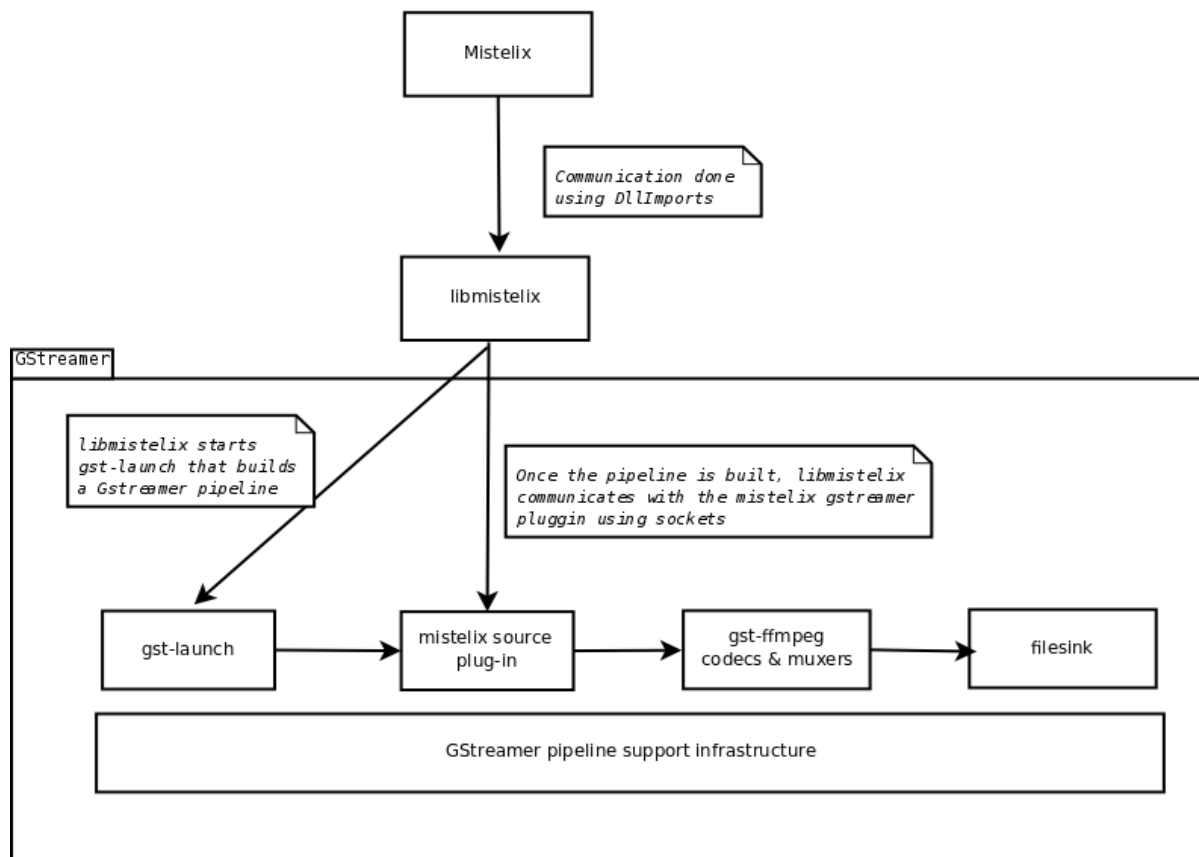 Mistelix
Communication done
using DllImports
libmistelix
GStreamer
libmistelix starts
gst-launch that builds
a Gstreamer pipeline
Once the pipeline is built, libmistelix
communicates with the mistelix gstreamer
pluggin using sockets
gst-launch
mistelix source
plug-in
gst-ffmpeg
codecs & muxers
filesink
GStreamer pipeline support infrastructure